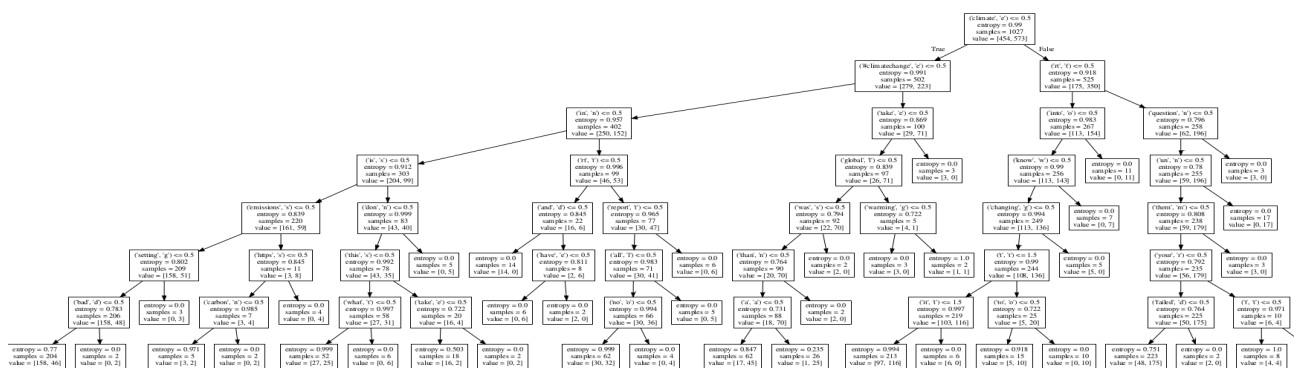 ('climate', 'e') <= 0.5
entropy = 0.99
samples = 1027
value = [454, 573]
True
False
('#climatechange', 'e') <= 0.5
entropy = 0.991
samples = 502
value = [279, 223]
('rt', 't') <= 0.5
entropy = 0.918
samples = 525
value = [175, 350]
('in', 'n') <= 0.5
entropy = 0.957
samples = 402
value = [250, 152]
('take', 'e') <= 0.5
entropy = 0.869
samples = 100
value = [29, 71]
('into', 'o') <= 0.5
entropy = 0.983
samples = 267
value = [113, 154]
('question', 'n') <= 0.5
entropy = 0.796
samples = 258
value = [62, 196]
('is', 's') <= 0.5
entropy = 0.912
samples = 303
value = [204, 99]
('rt', 't') <= 0.5
entropy = 0.996
samples = 99
value = [46, 53]
('global', 'l') <= 0.5
entropy = 0.839
samples = 97
value = [26, 71]
entropy = 0.0
samples = 3
value = [3, 0]
('know', 'w') <= 0.5
entropy = 0.99
samples = 256
value = [113, 143]
entropy = 0.0
samples = 11
value = [0, 11]
('un', 'n') <= 0.5
entropy = 0.78
samples = 255
value = [59, 196]
entropy = 0.0
samples = 3
value = [3, 0]
('emissions', 's') <= 0.5
entropy = 0.839
samples = 220
value = [161, 59]
('don', 'n') <= 0.5
entropy = 0.999
samples = 83
value = [43, 40]
('and', 'd') <= 0.5
entropy = 0.845
samples = 22
value = [16, 6]
('report', 't') <= 0.5
entropy = 0.965
samples = 77
value = [30, 47]
('was', 's') <= 0.5
entropy = 0.794
samples = 92
value = [22, 70]
('warming', 'g') <= 0.5
entropy = 0.722
samples = 5
value = [4, 1]
('changing', 'g') <= 0.5
entropy = 0.994
samples = 249
value = [113, 136]
entropy = 0.0
samples = 7
value = [0, 7]
('them', 'm') <= 0.5
entropy = 0.808
samples = 238
value = [59, 179]
entropy = 0.0
samples = 17
value = [0, 17]
('setting', 'g') <= 0.5
entropy = 0.802
samples = 209
value = [158, 51]
('https', 's') <= 0.5
entropy = 0.845
samples = 11
value = [3, 8]
('this', 's') <= 0.5
entropy = 0.992
samples = 78
value = [43, 35]
entropy = 0.0
samples = 5
value = [0, 5]
entropy = 0.0
samples = 14
value = [14, 0]
('have', 'e') <= 0.5
entropy = 0.811
samples = 8
value = [2, 6]
('all', 'l') <= 0.5
entropy = 0.983
samples = 71
value = [30, 41]
entropy = 0.0
samples = 6
value = [0, 6]
('than', 'n') <= 0.5
entropy = 0.764
samples = 90
value = [20, 70]
entropy = 0.0
samples = 2
value = [2, 0]
entropy = 0.0
samples = 3
value = [3, 0]
entropy = 1.0
samples = 2
value = [1, 1]
('t', 't') <= 1.5
entropy = 0.99
samples = 244
value = [108, 136]
entropy = 0.0
samples = 5
value = [5, 0]
('your', 'r') <= 0.5
entropy = 0.792
samples = 235
value = [56, 179]
entropy = 0.0
samples = 3
value = [3, 0]
('bad', 'd') <= 0.5
entropy = 0.783
samples = 206
value = [158, 48]
entropy = 0.0
samples = 3
value = [0, 3]
('carbon', 'n') <= 0.5
entropy = 0.985
samples = 7
value = [3, 4]
entropy = 0.0
samples = 4
value = [0, 4]
('what', 't') <= 0.5
entropy = 0.997
samples = 58
value = [27, 31]
('take', 'e') <= 0.5
entropy = 0.722
samples = 20
value = [16, 4]
entropy = 0.0
samples = 6
value = [0, 6]
entropy = 0.0
samples = 2
value = [2, 0]
('no', 'o') <= 0.5
entropy = 0.994
samples = 66
value = [30, 36]
entropy = 0.0
samples = 5
value = [0, 5]
('a', 'a') <= 0.5
entropy = 0.731
samples = 88
value = [18, 70]
entropy = 0.0
samples = 2
value = [2, 0]
entropy = 0.997
samples = 219
value = [103, 116]
('to', 'o') <= 0.5
entropy = 0.722
samples = 25
value = [5, 20]
('failed', 'd') <= 0.5
entropy = 0.764
samples = 225
value = [50, 175]
entropy = 0.971
samples = 10
value = [6, 4]
entropy = 0.77
samples = 204
value = [158, 46]
entropy = 0.0
samples = 2
value = [0, 2]
entropy = 0.971
samples = 5
value = [3, 2]
entropy = 0.0
samples = 2
value = [0, 2]
entropy = 0.999
samples = 52
value = [27, 25]
entropy = 0.0
samples = 6
value = [0, 6]
entropy = 0.503
samples = 18
value = [16, 2]
entropy = 0.0
samples = 2
value = [0, 2]
entropy = 0.999
samples = 62
value = [30, 32]
entropy = 0.0
samples = 4
value = [0, 4]
entropy = 0.847
samples = 62
value = [17, 45]
entropy = 0.235
samples = 26
value = [1, 25]
entropy = 0.994
samples = 213
value = [97, 116]
entropy = 0.0
samples = 6
value = [6, 0]
entropy = 0.918
samples = 15
value = [5, 10]
entropy = 0.0
samples = 10
value = [0, 10]
entropy = 0.751
samples = 223
value = [48, 175]
entropy = 0.0
samples = 2
value = [2, 0]
entropy = 1.0
samples = 8
value = [4, 4]